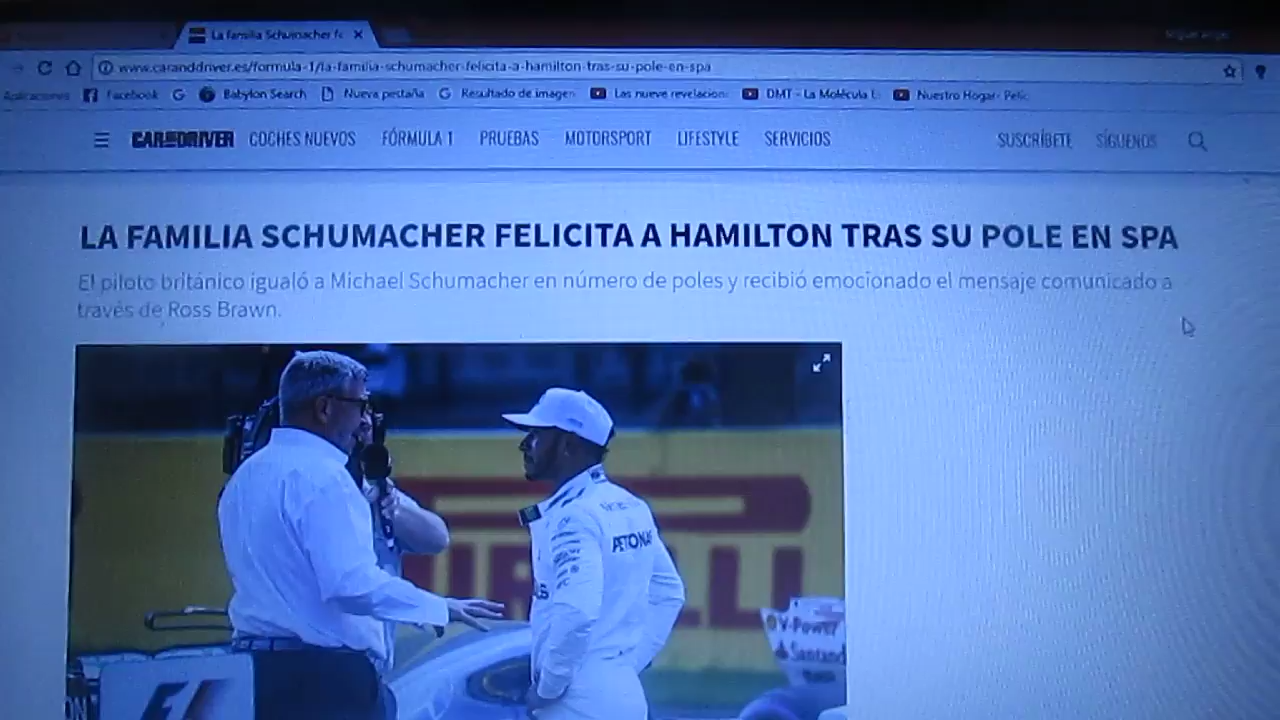 La familia Schumacher fe
www.caranddriver.es/formula-1/la-familia-schumacher-felicita-a-hamilton-tras-su-pole-en-spa
Aplicaciones Facebook Babylon Search Nueva pestaña Resultado de imagen Las nueve revelacion DMT - La Molécula Nuestro Hogar- Pelic
CAR and DRIVER COCHES NUEVOS FÓRMULA 1 PRUEBAS MOTORSPORT LIFESTYLE SERVICIOS SUSCRÍBETE SÍGUENOS
LA FAMILIA SCHUMACHER FELICITA A HAMILTON TRAS SU POLE EN SPA
El piloto británico igualó a Michael Schumacher en número de poles y recibió emocionado el mensaje comunicado a
través de Ross Brawn.
PETRONAS
V-Power
Santand
F1